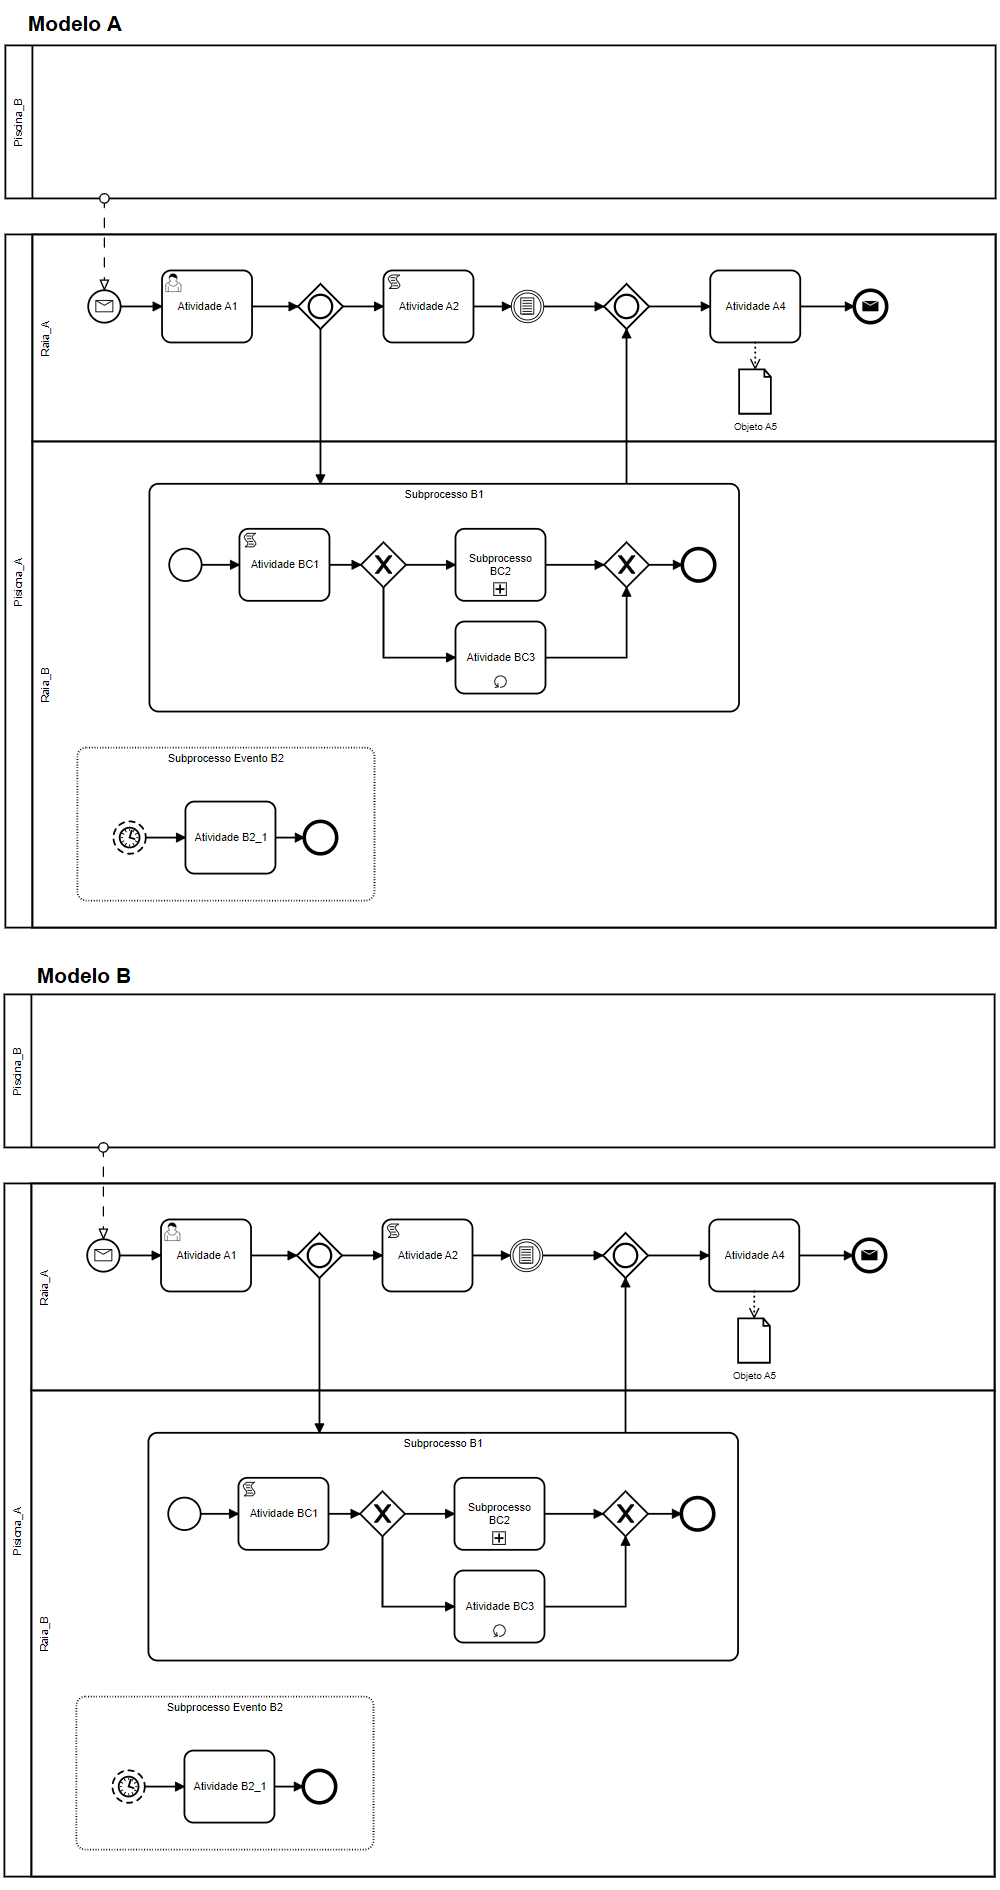 Modelo A
Piscina_B
Raia_A
Atividade A1
Atividade A2
Atividade A4
Objeto A5
Pisicna_A
Raia_B
Subprocesso B1
Atividade BC1
Subprocesso
BC2
Atividade BC3
Subprocesso Evento B2
Atividade B2_1
Modelo B
Piscina_B
Raia_A
Atividade A1
Atividade A2
Atividade A4
Objeto A5
Pisicna_A
Raia_B
Subprocesso B1
Atividade BC1
Subprocesso
BC2
Atividade BC3
Subprocesso Evento B2
Atividade B2_1